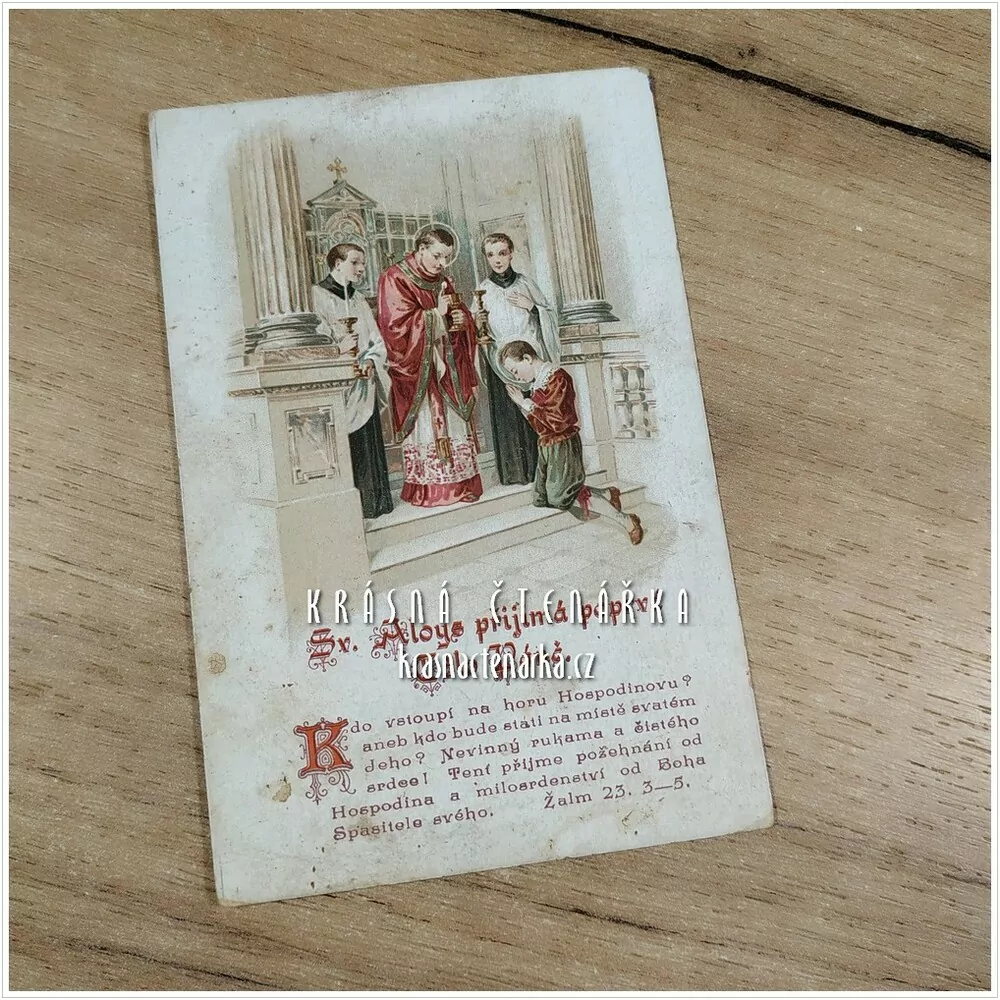 KRÁSNÁ ČTENÁŘKA
Sv. Aloys přijímá poprvé
krasnactenarka.cz
Kdo vstoupí na horu Hospodinovu?
aneb kdo bude státi na místě svatém
Jeho? Nevinný rukama a čistého
srdce! Tenť přijme požehnání od
Hospodina a milosrdenství od Boha
Spasitele svého. Žalm 23. 3—5.